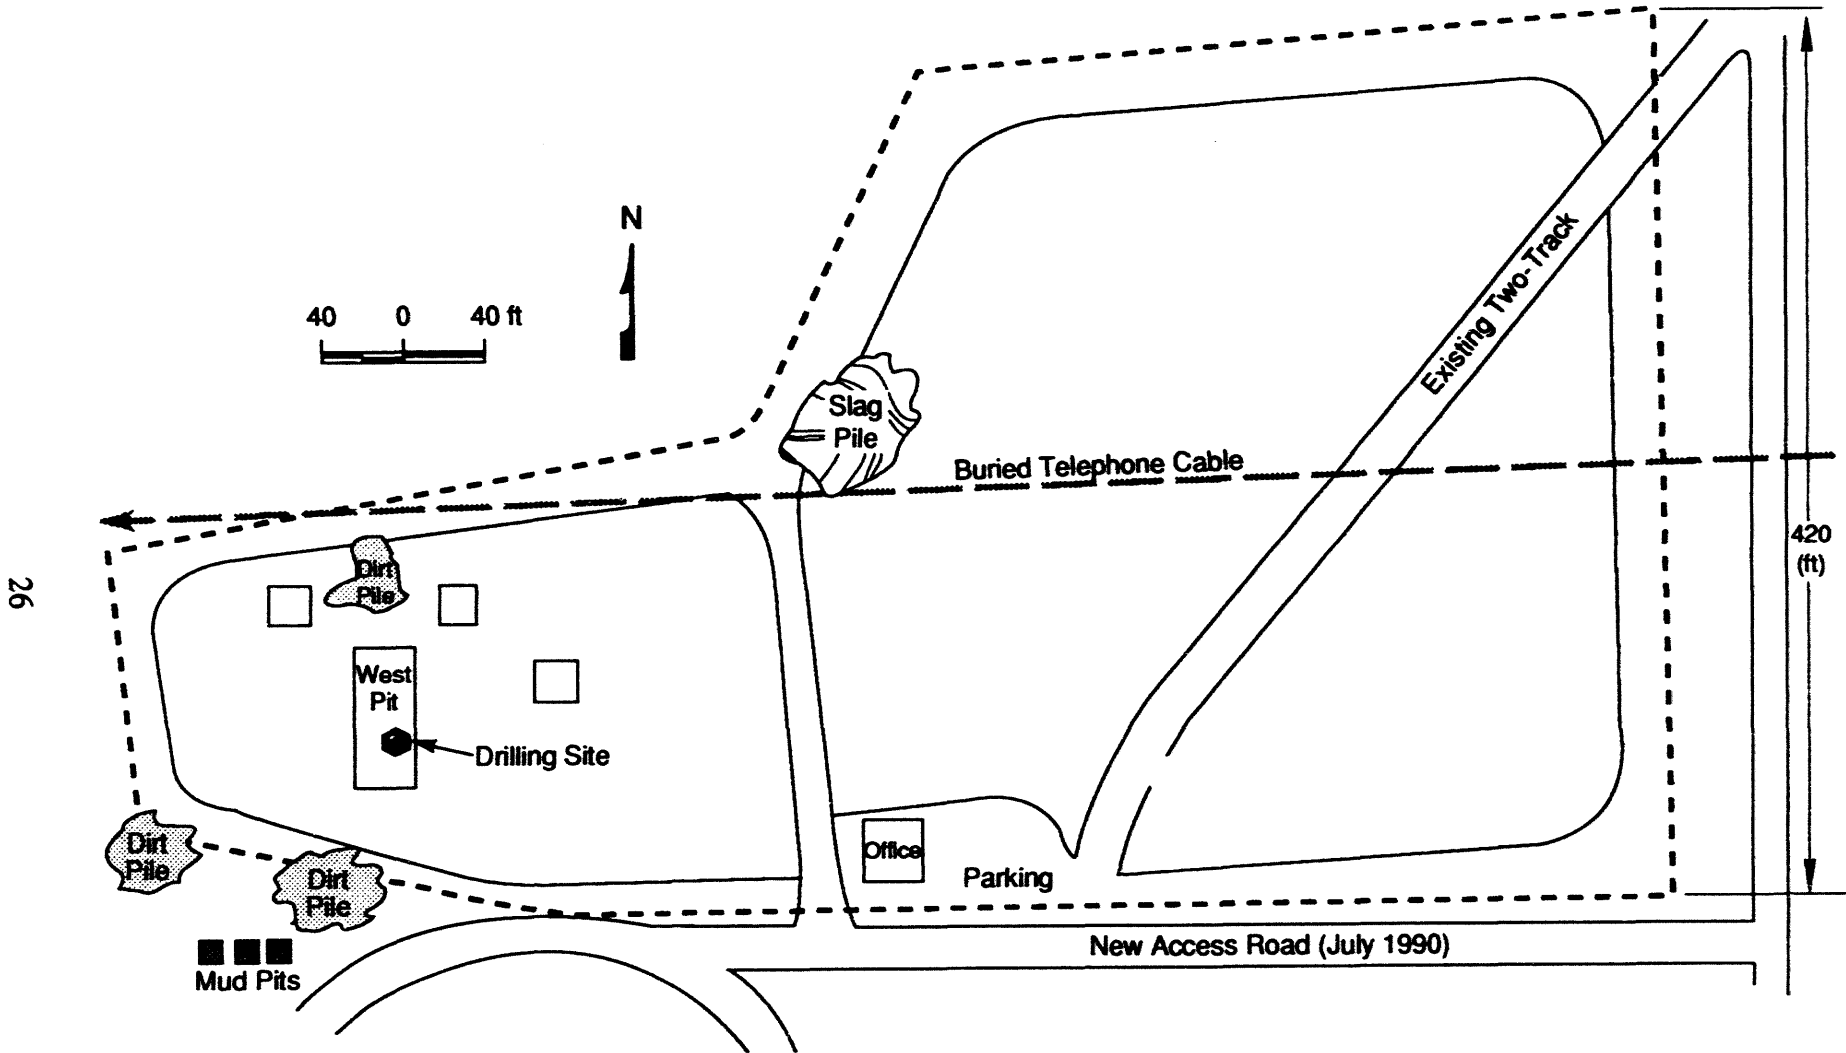 N
40 0 40 ft
Existing Two-Track
Slag
Pile
Buried Telephone Cable
420
(ft)
26
Dirt
Pile
West
Pit
Drilling Site
Dirt
Pile
Office
Dirt
Pile
Parking
New Access Road (July 1990)
Mud Pits